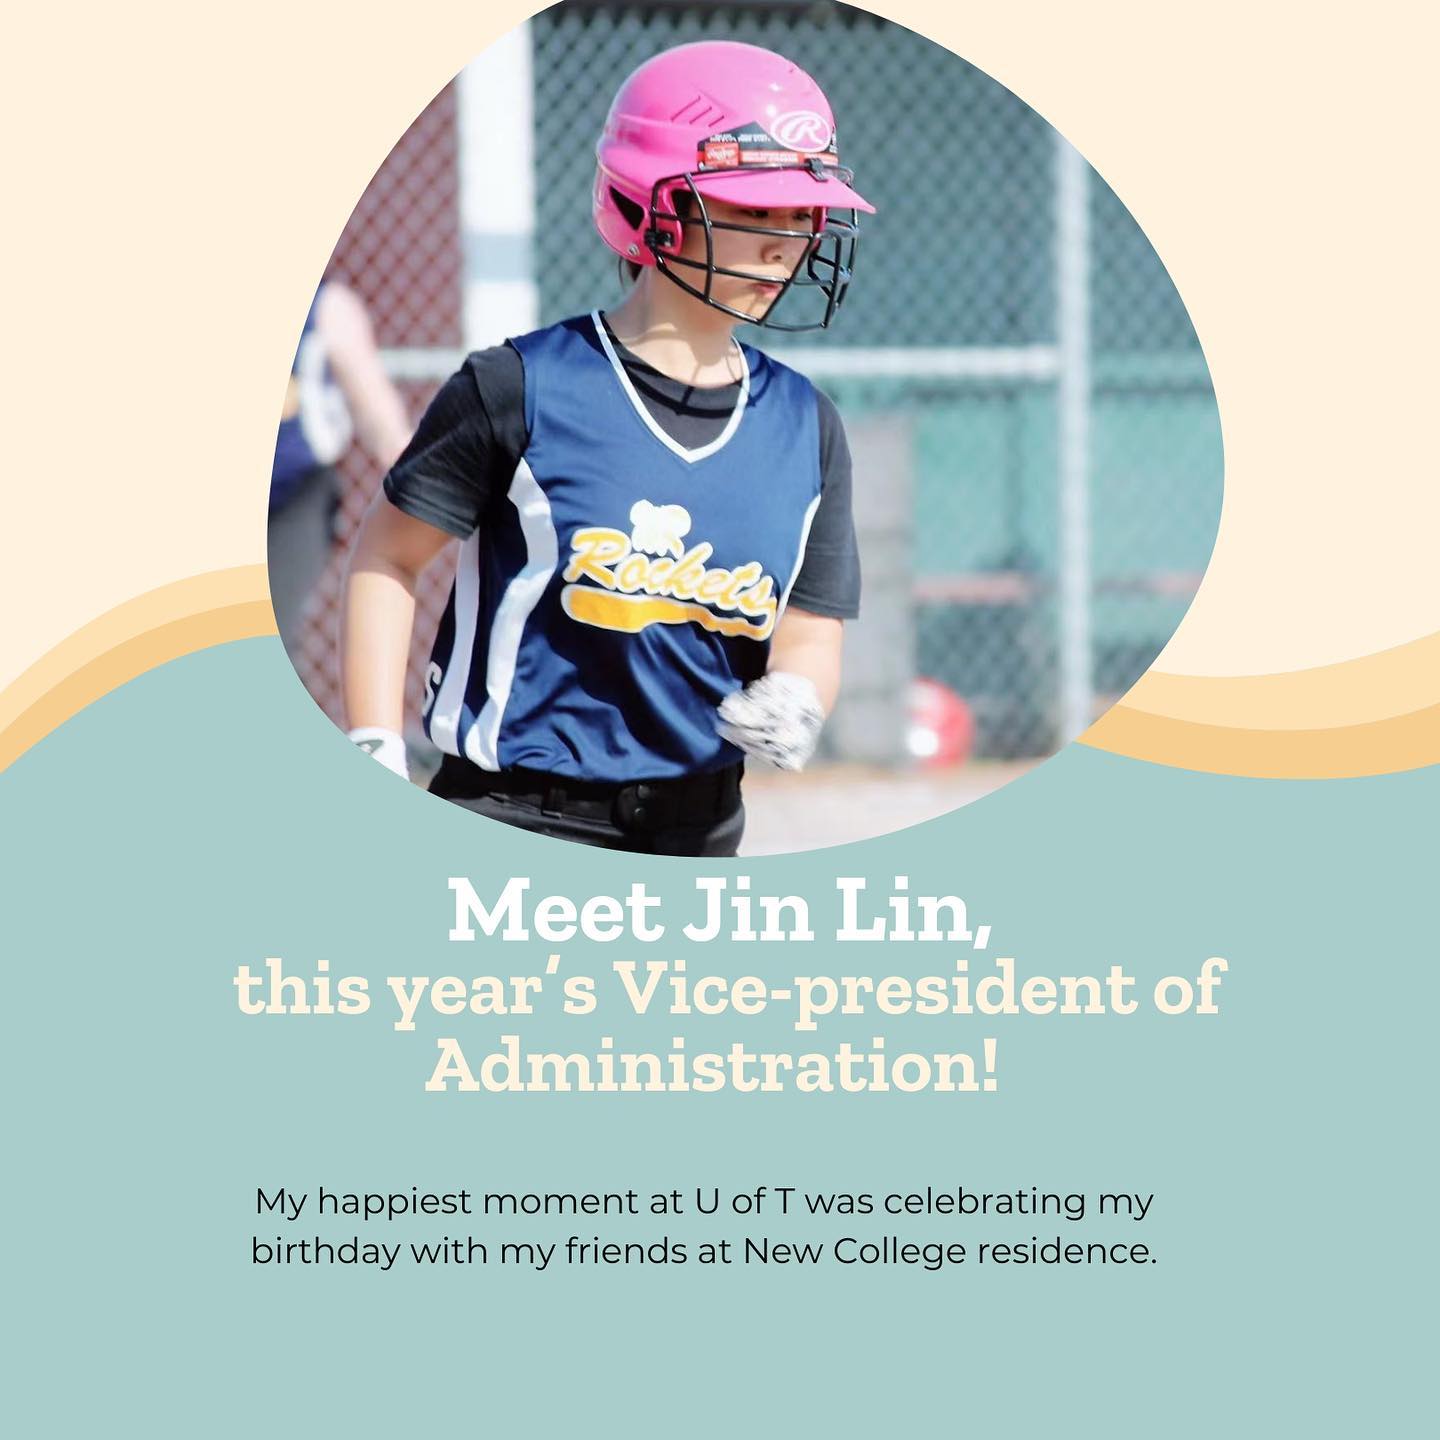 R
Rockets
Meet Jin Lin,
this year's Vice-president of
Administration!
My happiest moment at U of T was celebrating my
birthday with my friends at New College residence.